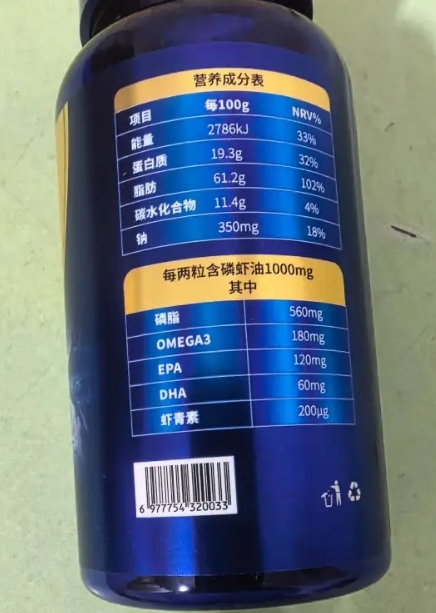 营养成分表
项目 每100g NRV%
能量 2786kJ 33%
蛋白质 19.3g 32%
脂肪 61.2g 102%
碳水化合物 11.4g 4%
钠 350mg 18%
每两粒含磷虾油1000mg
其中
磷脂 560mg
OMEGA3 180mg
EPA 120mg
DHA 60mg
虾青素 200μg
6 977754 320033